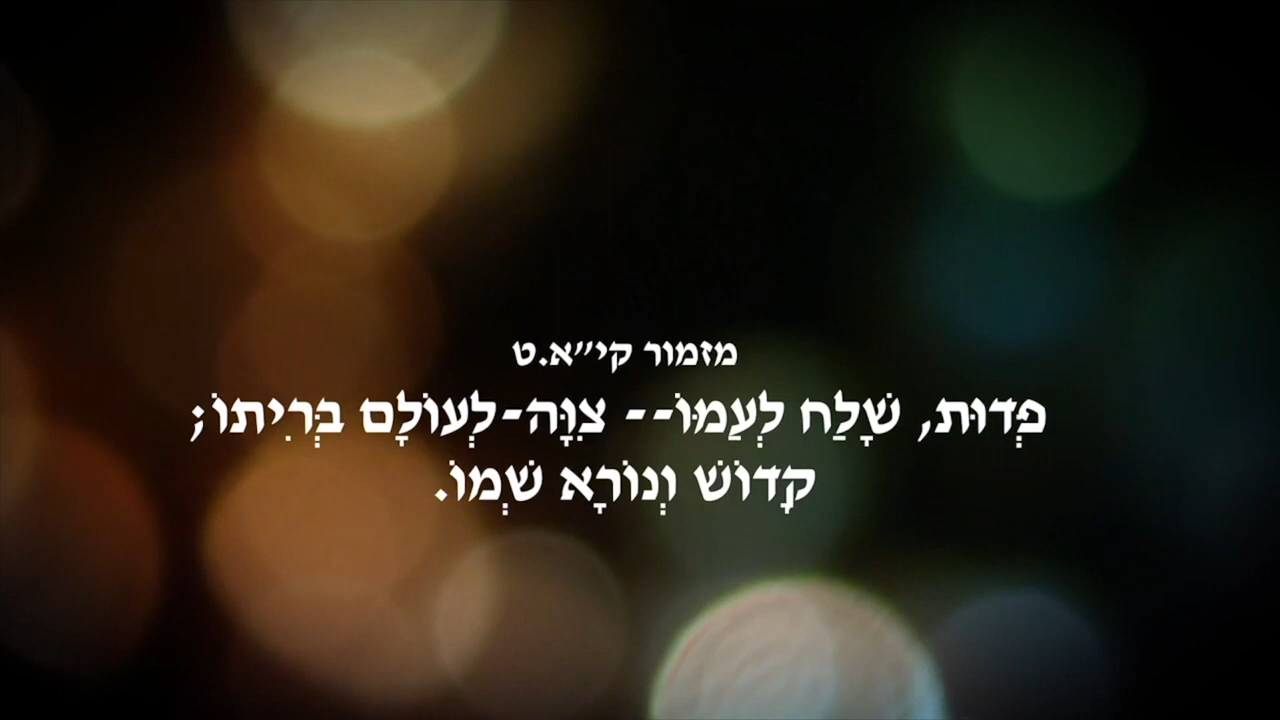 מזמור קי״א.ט
פְּדוּת, שָׁלַח לְעַמּוֹ-- צִוָּה-לְעוֹלָם בְּרִיתוֹ;
קָדוֹשׁ וְנוֹרָא שְׁמוֹ.